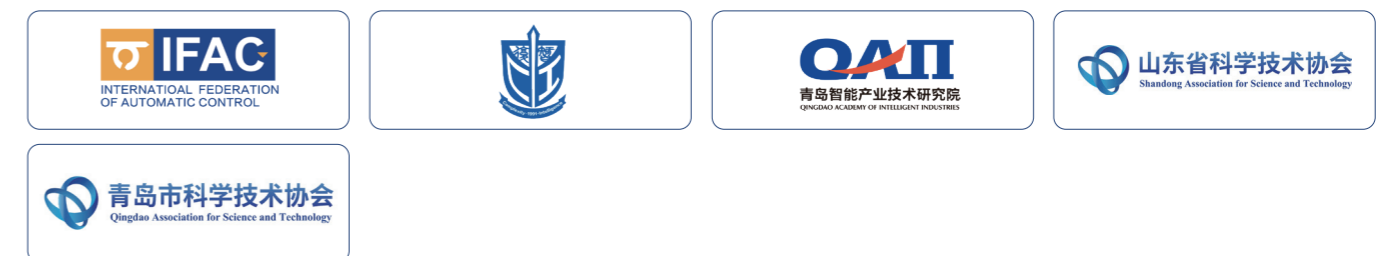 IFAC
INTERNATIOAL FEDERATION
OF AUTOMATIC CONTROL
QAII
青岛智能产业技术研究院
QINGDAO ACADEMY OF INTELLIGENT INDUSTRIES
山东省科学技术协会
Shandong Association for Science and Technology
青岛市科学技术协会
Qingdao Association for Science and Technology